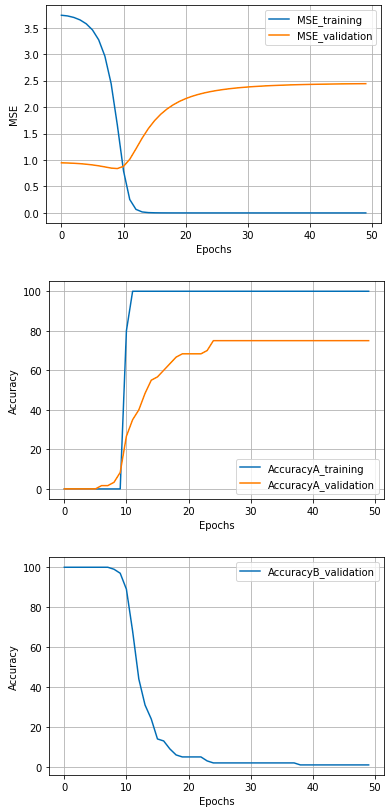 MSE_training
MSE_validation
3.5
3.0
2.5
2.0
1.5
1.0
0.5
0.0
MSE
0 10 20 30 40 50
Epochs
100
80
60
40
20
0
Accuracy
AccuracyA_training
AccuracyA_validation
0 10 20 30 40 50
Epochs
AccuracyB_validation
100
80
60
40
20
0
Accuracy
0 10 20 30 40 50
Epochs